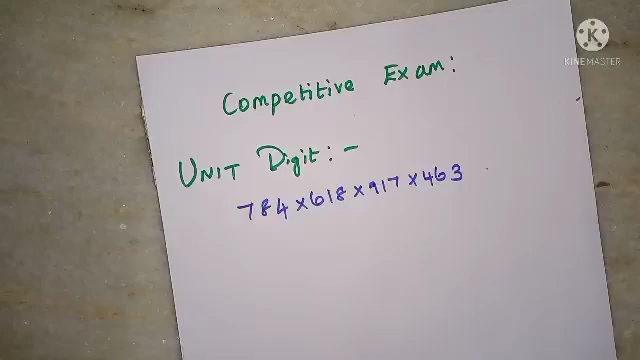 K
KINEMASTER
Competitive Exam:
UNIT Digit:-
784×618×917×463